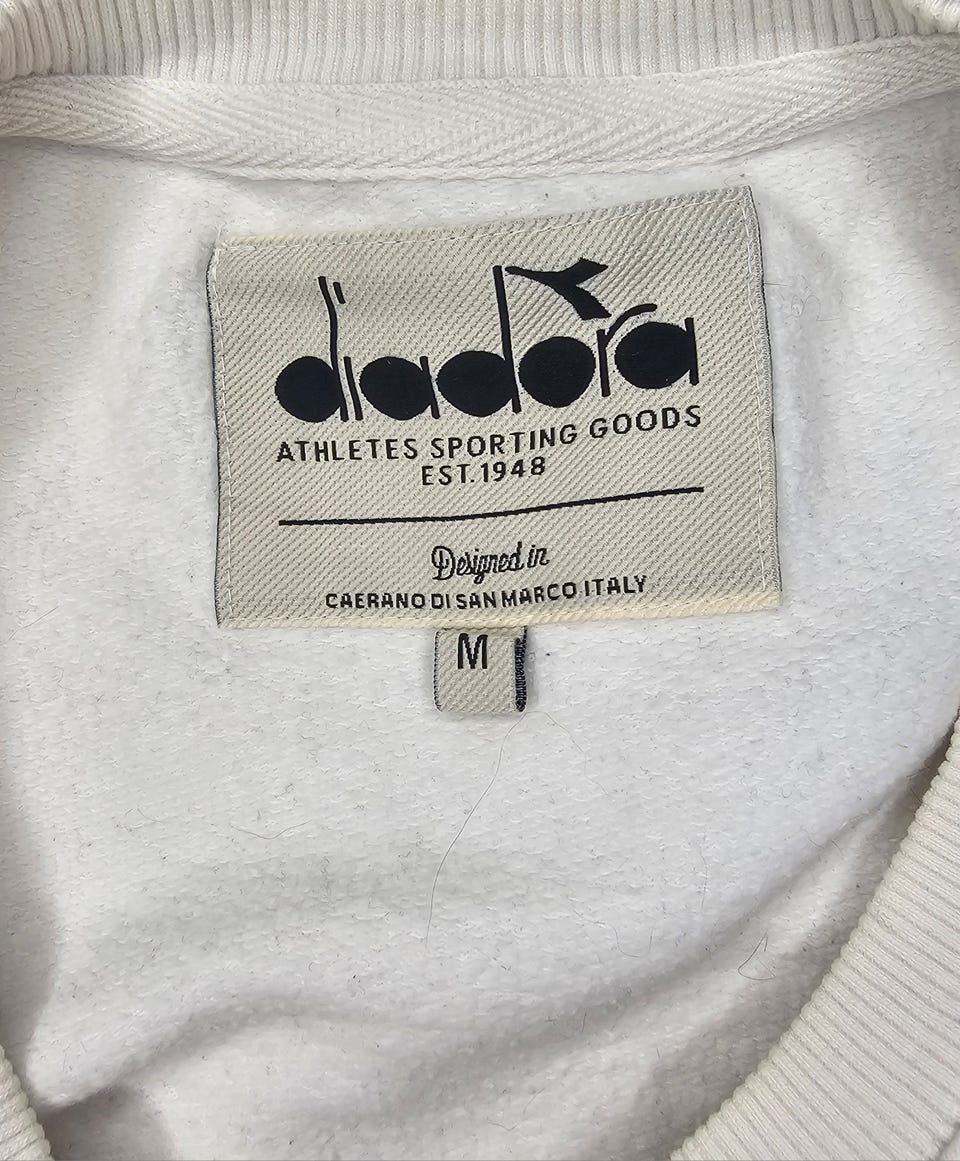 diadora
ATHLETES SPORTING GOODS
EST.1948
Designed in
CAERANO DI SAN MARCO ITALY
M